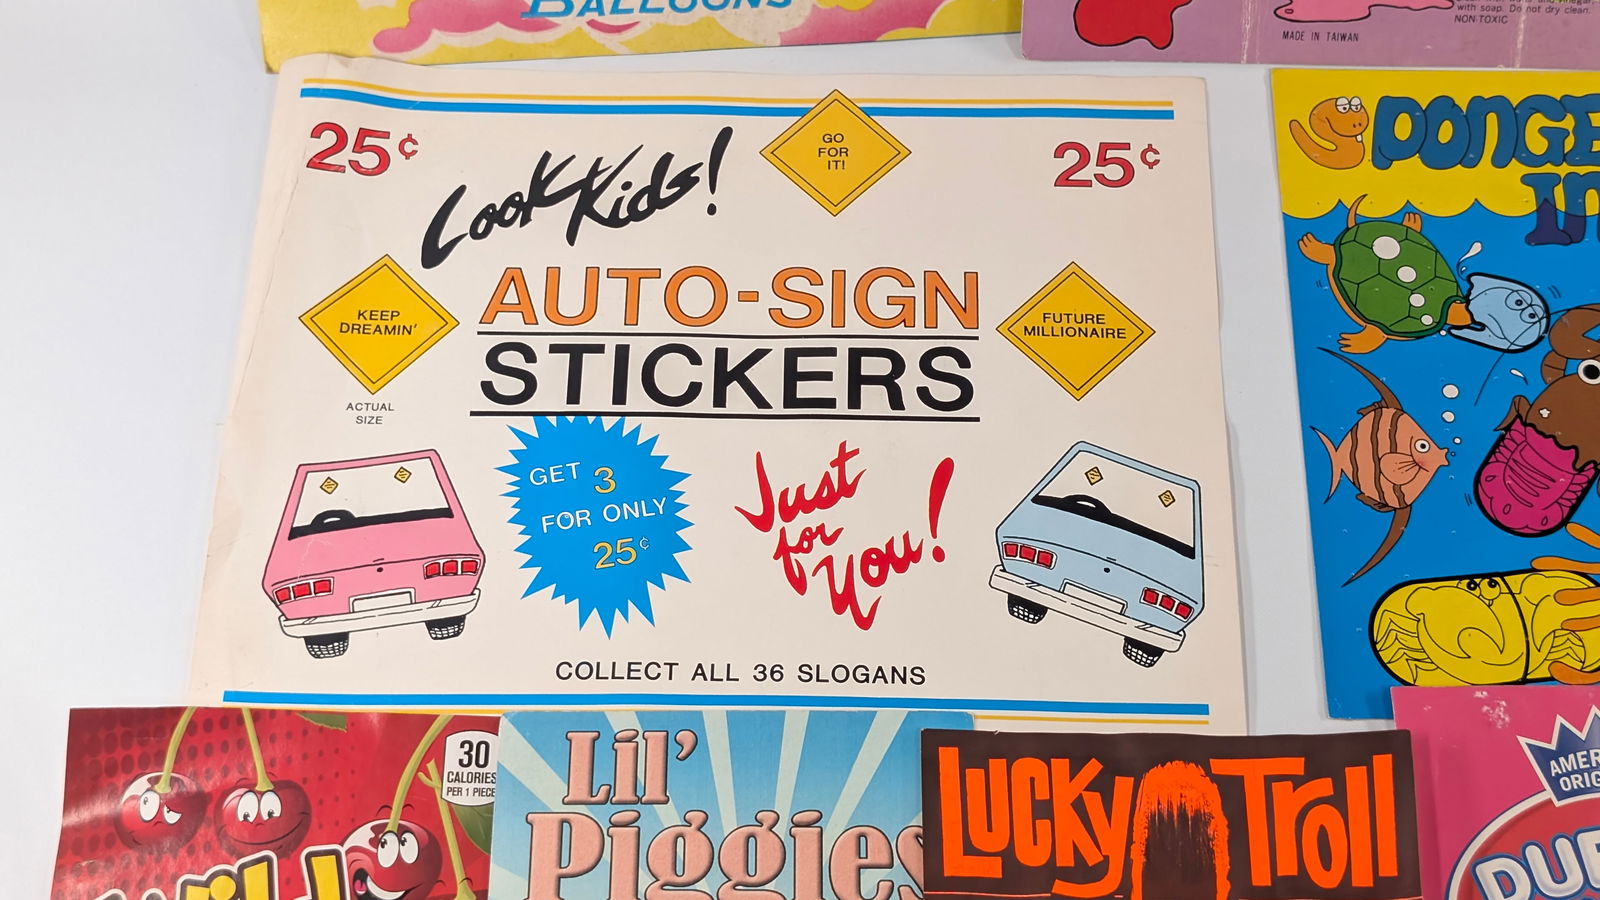 BALLOONS
with soap. Do not dry clean.
NON-TOXIC
MADE IN TAIWAN
25¢
Look Kids!
GO
FOR
IT!
25¢
KEEP
DREAMIN'
AUTO-SIGN
STICKERS
FUTURE
MILLIONAIRE
ACTUAL
SIZE
GET 3
FOR ONLY
25¢
Just
for
You!
COLLECT ALL 36 SLOGANS
30
CALORIES
PER 1 PIECE
Lil'
Piggies
Lucky Troll